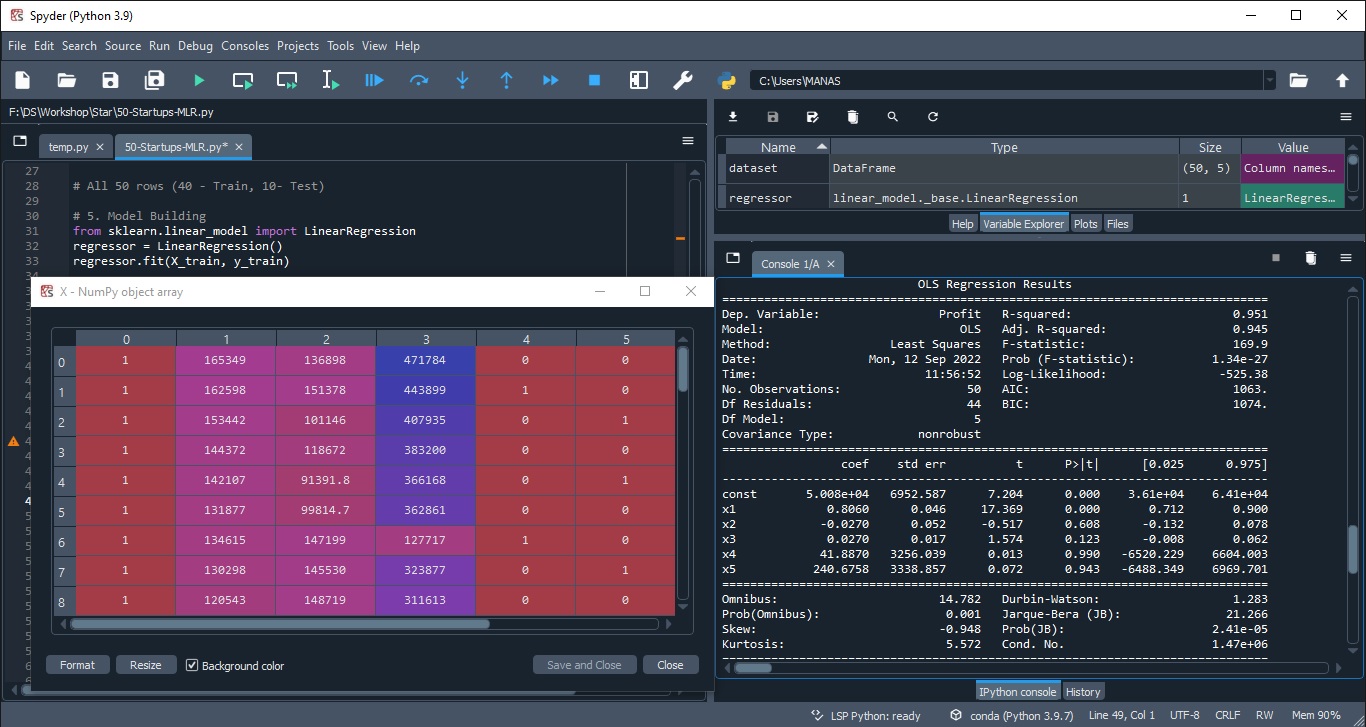 Spyder (Python 3.9)
File Edit Search Source Run Debug Consoles Projects Tools View Help
C:\Users\MANAS
F:\DS\Workshop\Star\50-Startups-MLR.py
temp.py
50-Startups-MLR.py*
27
28 # All 50 rows (40 - Train, 10- Test)
29
30 # 5. Model Building
31 from sklearn.linear_model import LinearRegression
32 regressor = LinearRegression()
33 regressor.fit(X_train, y_train)
X - NumPy object array
0 1 2 3 4 5
0 1 165349 136898 471784 0 0
1 1 162598 151378 443899 1 0
2 1 153442 101146 407935 0 1
3 1 144372 118672 383200 0 0
4 1 142107 91391.8 366168 0 1
5 1 131877 99814.7 362861 0 0
6 1 134615 147199 127717 1 0
7 1 130298 145530 323877 0 1
8 1 120543 148719 311613 0 0
Format Resize Background color Save and Close Close
Name Type Size Value
dataset DataFrame (50, 5) Column names…
regressor linear_model._base.LinearRegression 1 LinearRegres…
Help Variable Explorer Plots Files
Console 1/A
OLS Regression Results
==============================================================================
Dep. Variable: Profit R-squared: 0.951
Model: OLS Adj. R-squared: 0.945
Method: Least Squares F-statistic: 169.9
Date: Mon, 12 Sep 2022 Prob (F-statistic): 1.34e-27
Time: 11:56:52 Log-Likelihood: -525.38
No. Observations: 50 AIC: 1063.
Df Residuals: 44 BIC: 1074.
Df Model: 5
Covariance Type: nonrobust
==============================================================================
coef std err t P>|t| [0.025 0.975]
------------------------------------------------------------------------------
const 5.008e+04 6952.587 7.204 0.000 3.61e+04 6.41e+04
x1 0.8060 0.046 17.369 0.000 0.712 0.900
x2 -0.0270 0.052 -0.517 0.608 -0.132 0.078
x3 0.0270 0.017 1.574 0.123 -0.008 0.062
x4 41.8870 3256.039 0.013 0.990 -6520.229 6604.003
x5 240.6758 3338.857 0.072 0.943 -6488.349 6969.701
==============================================================================
Omnibus: 14.782 Durbin-Watson: 1.283
Prob(Omnibus): 0.001 Jarque-Bera (JB): 21.266
Skew: -0.948 Prob(JB): 2.41e-05
Kurtosis: 5.572 Cond. No. 1.47e+06
==============================================================================
IPython console History
LSP Python: ready conda (Python 3.9.7) Line 49, Col 1 UTF-8 CRLF RW Mem 90%